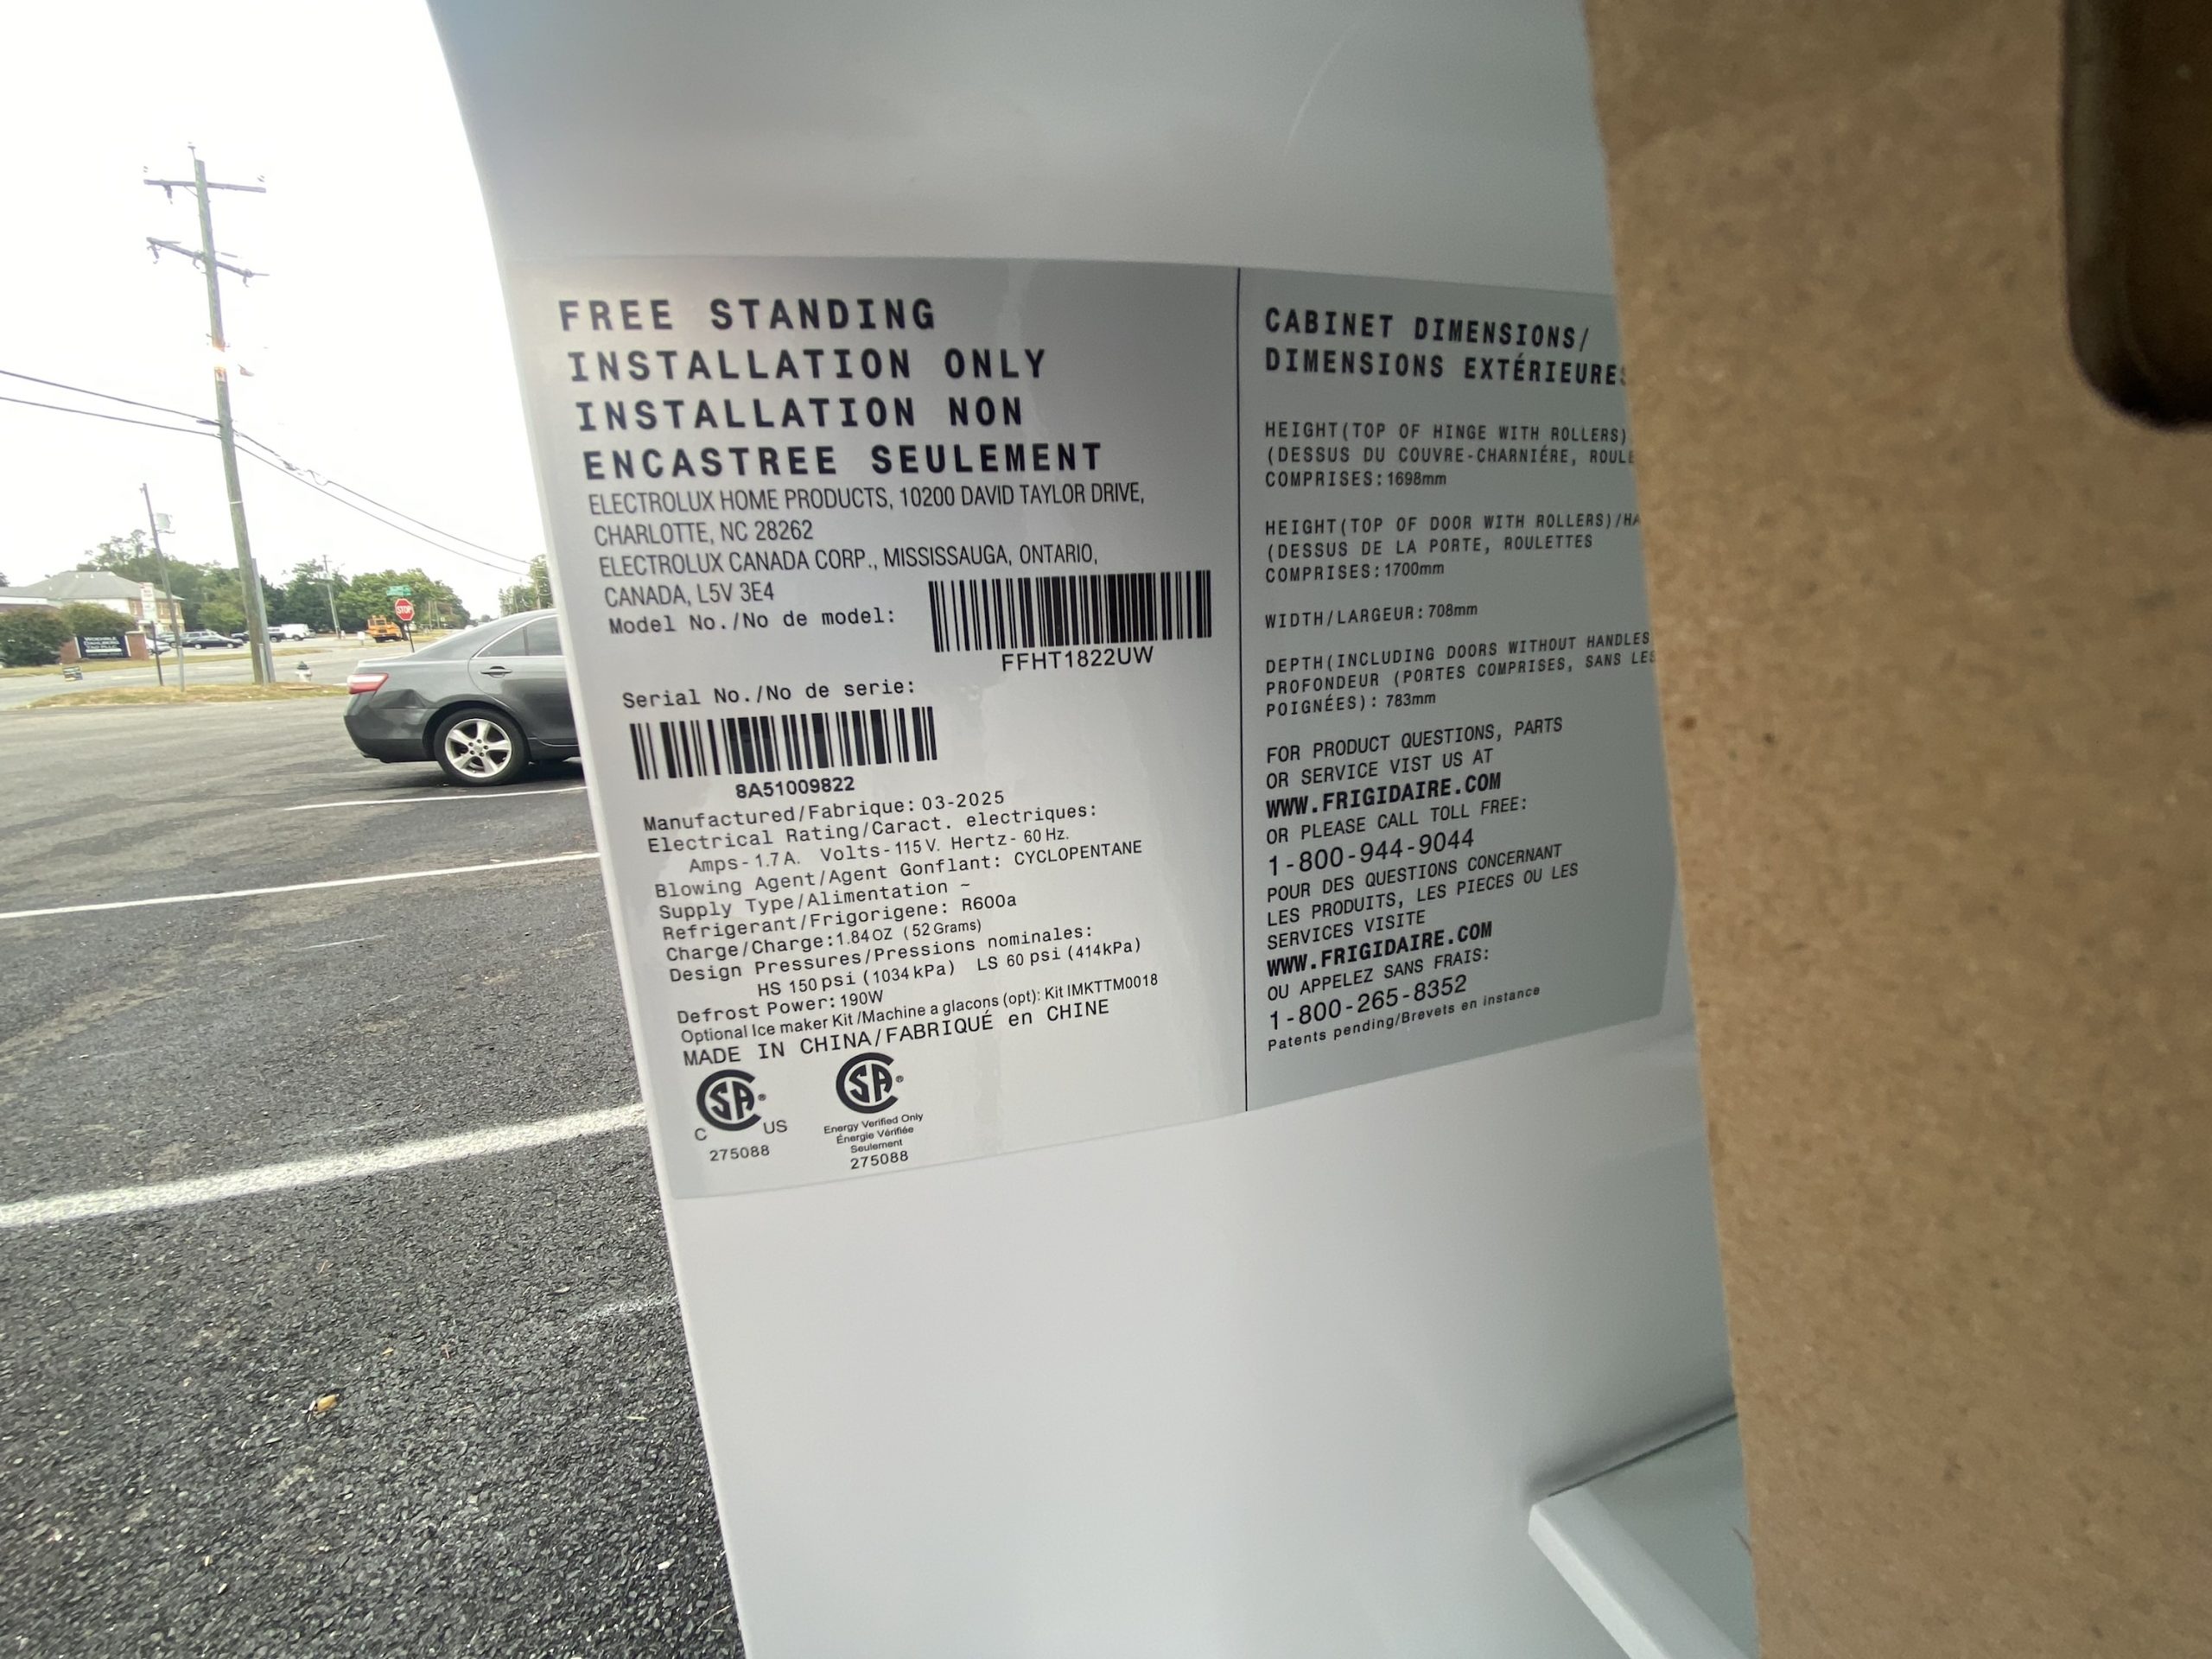 FREE STANDING
INSTALLATION ONLY
INSTALLATION NON
ENCASTREE SEULEMENT
ELECTROLUX HOME PRODUCTS, 10200 DAVID TAYLOR DRIVE,
CHARLOTTE, NC 28262
ELECTROLUX CANADA CORP., MISSISSAUGA, ONTARIO,
CANADA, L5V 3E4
Model No./No de model:
FFHT1822UW
Serial No./No de serie:
8A51009822
Manufactured/Fabrique: 03-2025
Electrical Rating/Caract. electriques:
Amps- 1.7 A. Volts- 115 V. Hertz- 60 Hz.
Blowing Agent/Agent Gonflant: CYCLOPENTANE
Supply Type/Alimentation ~
Refrigerant/Frigorigene: R600a
Charge/Charge: 1.84 OZ (52 Grams)
Design Pressures/Pressions nominales:
HS 150 psi (1034 kPa) LS 60 psi (414kPa)
Defrost Power: 190W
Optional Ice maker Kit /Machine a glacons (opt): Kit IMKTTM0018
MADE IN CHINA/FABRIQUÉ en CHINE
CSA®
C US
275088
CSA®
Energy Verified Only
Énergie Vérifiée
Seulement
275088
CABINET DIMENSIONS/
DIMENSIONS EXTÉRIEURES
HEIGHT(TOP OF HINGE WITH ROLLERS)
(DESSUS DU COUVRE-CHARNIÉRE,
COMPRISES: 1698mm
HEIGHT(TOP OF DOOR WITH ROLLERS)/
(DESSUS DE LA PORTE, ROULETTES
COMPRISES: 1700mm
WIDTH/LARGEUR: 708mm
DEPTH(INCLUDING DOORS WITHOUT HANDLES
PROFONDEUR (PORTES COMPRISES, SANS LES
POIGNÉES): 783mm
FOR PRODUCT QUESTIONS, PARTS
OR SERVICE VIST US AT
WWW.FRIGIDAIRE.COM
OR PLEASE CALL TOLL FREE:
1-800-944-9044
POUR DES QUESTIONS CONCERNANT
LES PRODUITS, LES PIECES OU LES
SERVICES VISITE
WWW.FRIGIDAIRE.COM
OU APPELEZ SANS FRAIS:
1-800-265-8352
Patents pending/Brevets en instance
STOP